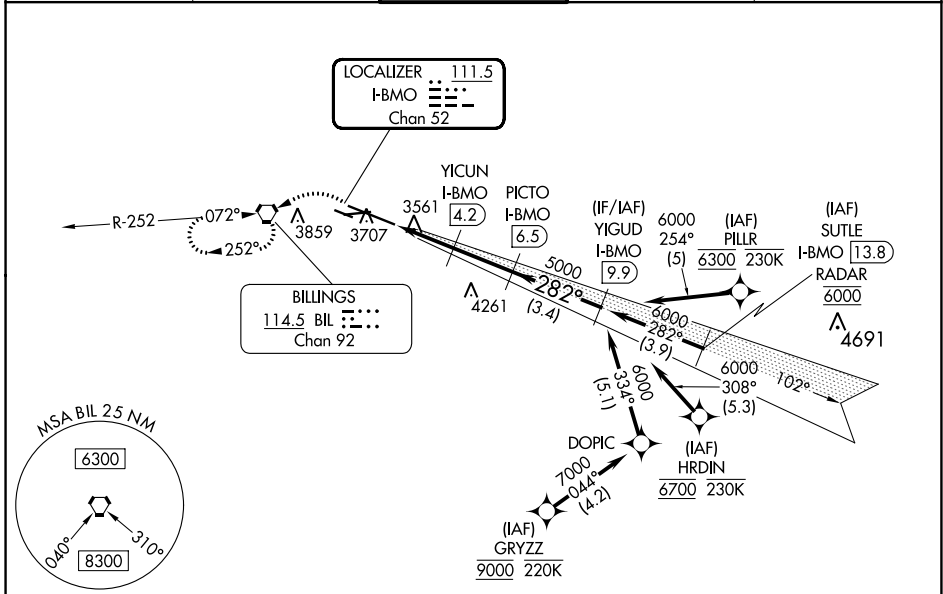 LOCALIZER 111.5
I-BMO
Chan 52
YICUN
I-BMO
4.2
PICTO
I-BMO
6.5
(IF/IAF)
YIGUD
I-BMO
9.9
6000
254°
(5)
(IAF)
PILLR
6300 230K
(IAF)
SUTLE
I-BMO 13.8
RADAR
6000
4691
R-252
072°
252°
3859
3707
3561
4261
5000
282°
(3.4)
6000
282°
(3.9)
6000
308°
(5.3)
102°
BILLINGS
114.5 BIL
Chan 92
6000
334°
(5.1)
DOPIC
(IAF)
HRDIN
6700 230K
7000
044°
(4.2)
(IAF)
GRYZZ
9000 220K
MSA BIL 25 NM
6300
040°
310°
8300